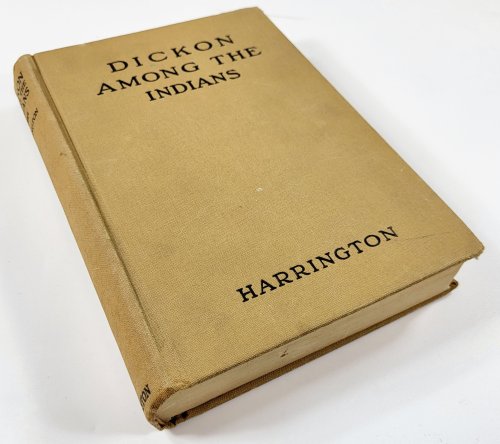 DICKON
AMONG THE
INDIANS
HARRINGTON